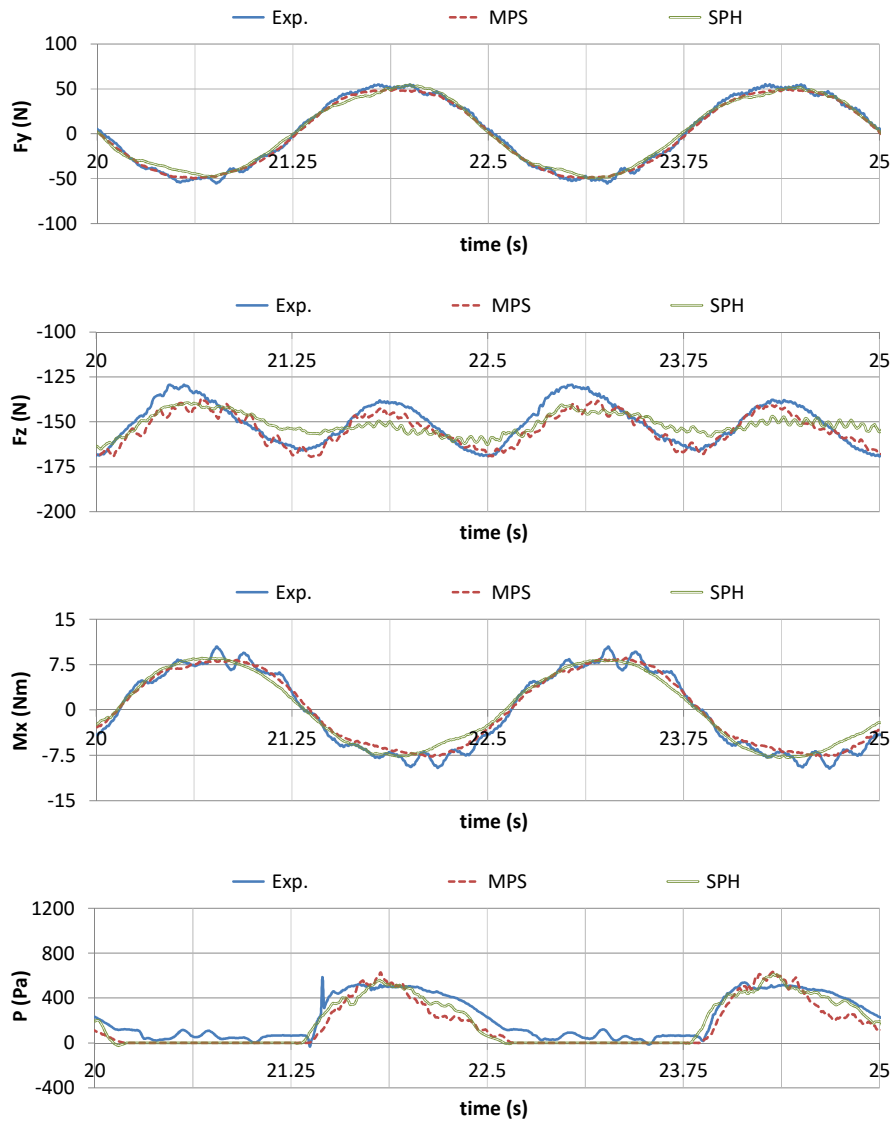 Exp. MPS SPH
100
50
0
-50
-100
Fy (N)
20 21.25 22.5 23.75 25
time (s)
Exp. MPS SPH
-100
-125
-150
-175
-200
Fz (N)
20 21.25 22.5 23.75 25
time (s)
Exp. MPS SPH
15
7.5
0
-7.5
-15
Mx (Nm)
20 21.25 22.5 23.75 25
time (s)
Exp. MPS SPH
1200
800
400
0
-400
P (Pa)
20 21.25 22.5 23.75 25
time (s)